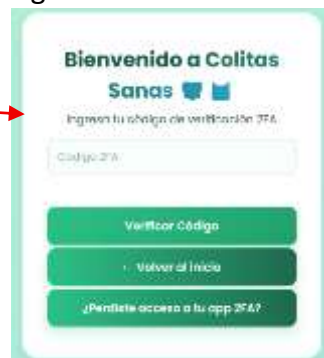 Bienvenido a Colitas
Sanas
Ingresa tu código de verificación 2FA
Código 2FA
Verificar Código
Volver al inicio
¿Perdiste acceso a tu app 2FA?